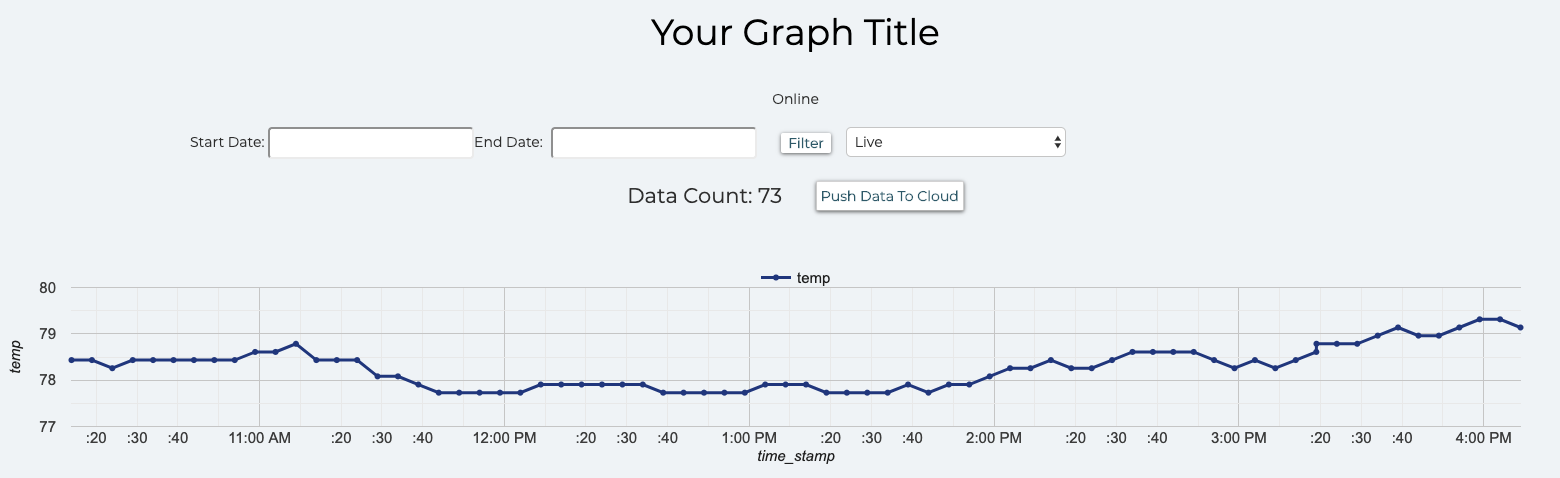 Your Graph Title
Online
Start Date: End Date: Filter Live
Data Count: 73 Push Data To Cloud
temp
80
79
78
77
temp
:20 :30 :40 11:00 AM :20 :30 :40 12:00 PM :20 :30 :40 1:00 PM :20 :30 :40 2:00 PM :20 :30 :40 3:00 PM :20 :30 :40 4:00 PM
time_stamp